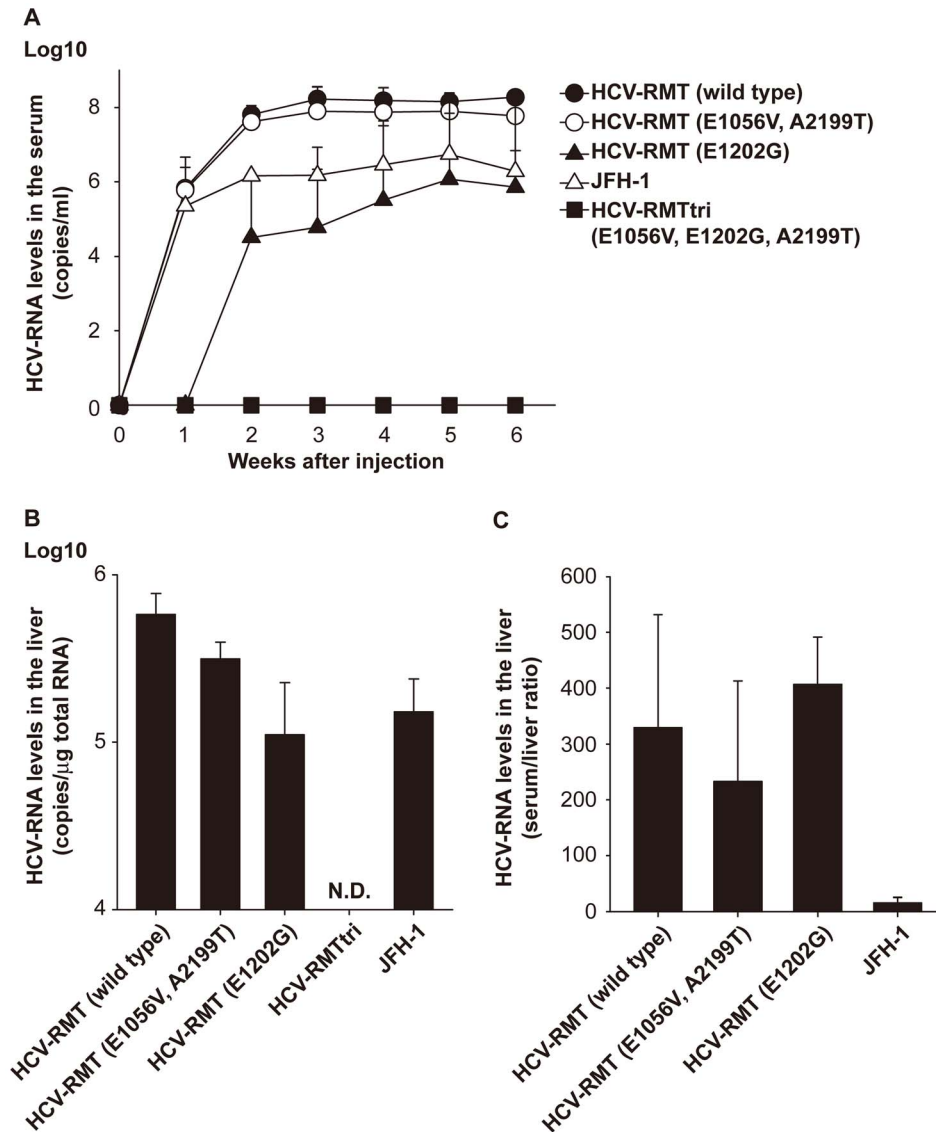 A
Log10
HCV-RNA levels in the serum
(copies/ml)
8
6
4
2
0
0 1 2 3 4 5 6
Weeks after injection
HCV-RMT (wild type)
HCV-RMT (E1056V, A2199T)
HCV-RMT (E1202G)
JFH-1
HCV-RMTtri
(E1056V, E1202G, A2199T)
B
Log10
HCV-RNA levels in the liver
(copies/μg total RNA)
6
5
4
N.D.
HCV-RMT (wild type)
HCV-RMT (E1056V, A2199T)
HCV-RMT (E1202G)
HCV-RMTtri
JFH-1
C
HCV-RNA levels in the liver
(serum/liver ratio)
600
500
400
300
200
100
0
HCV-RMT (wild type)
HCV-RMT (E1056V, A2199T)
HCV-RMT (E1202G)
JFH-1